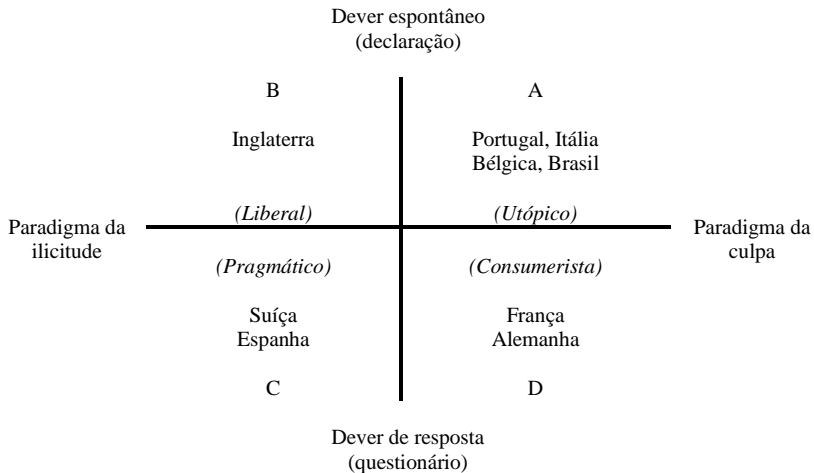 Dever espontâneo
(declaração)
B
A
Inglaterra
Portugal, Itália
Bélgica, Brasil
(Liberal)
(Utópico)
Paradigma da
ilicitude
Paradigma da
culpa
(Pragmático)
(Consumerista)
Suíça
Espanha
França
Alemanha
C
D
Dever de resposta
(questionário)